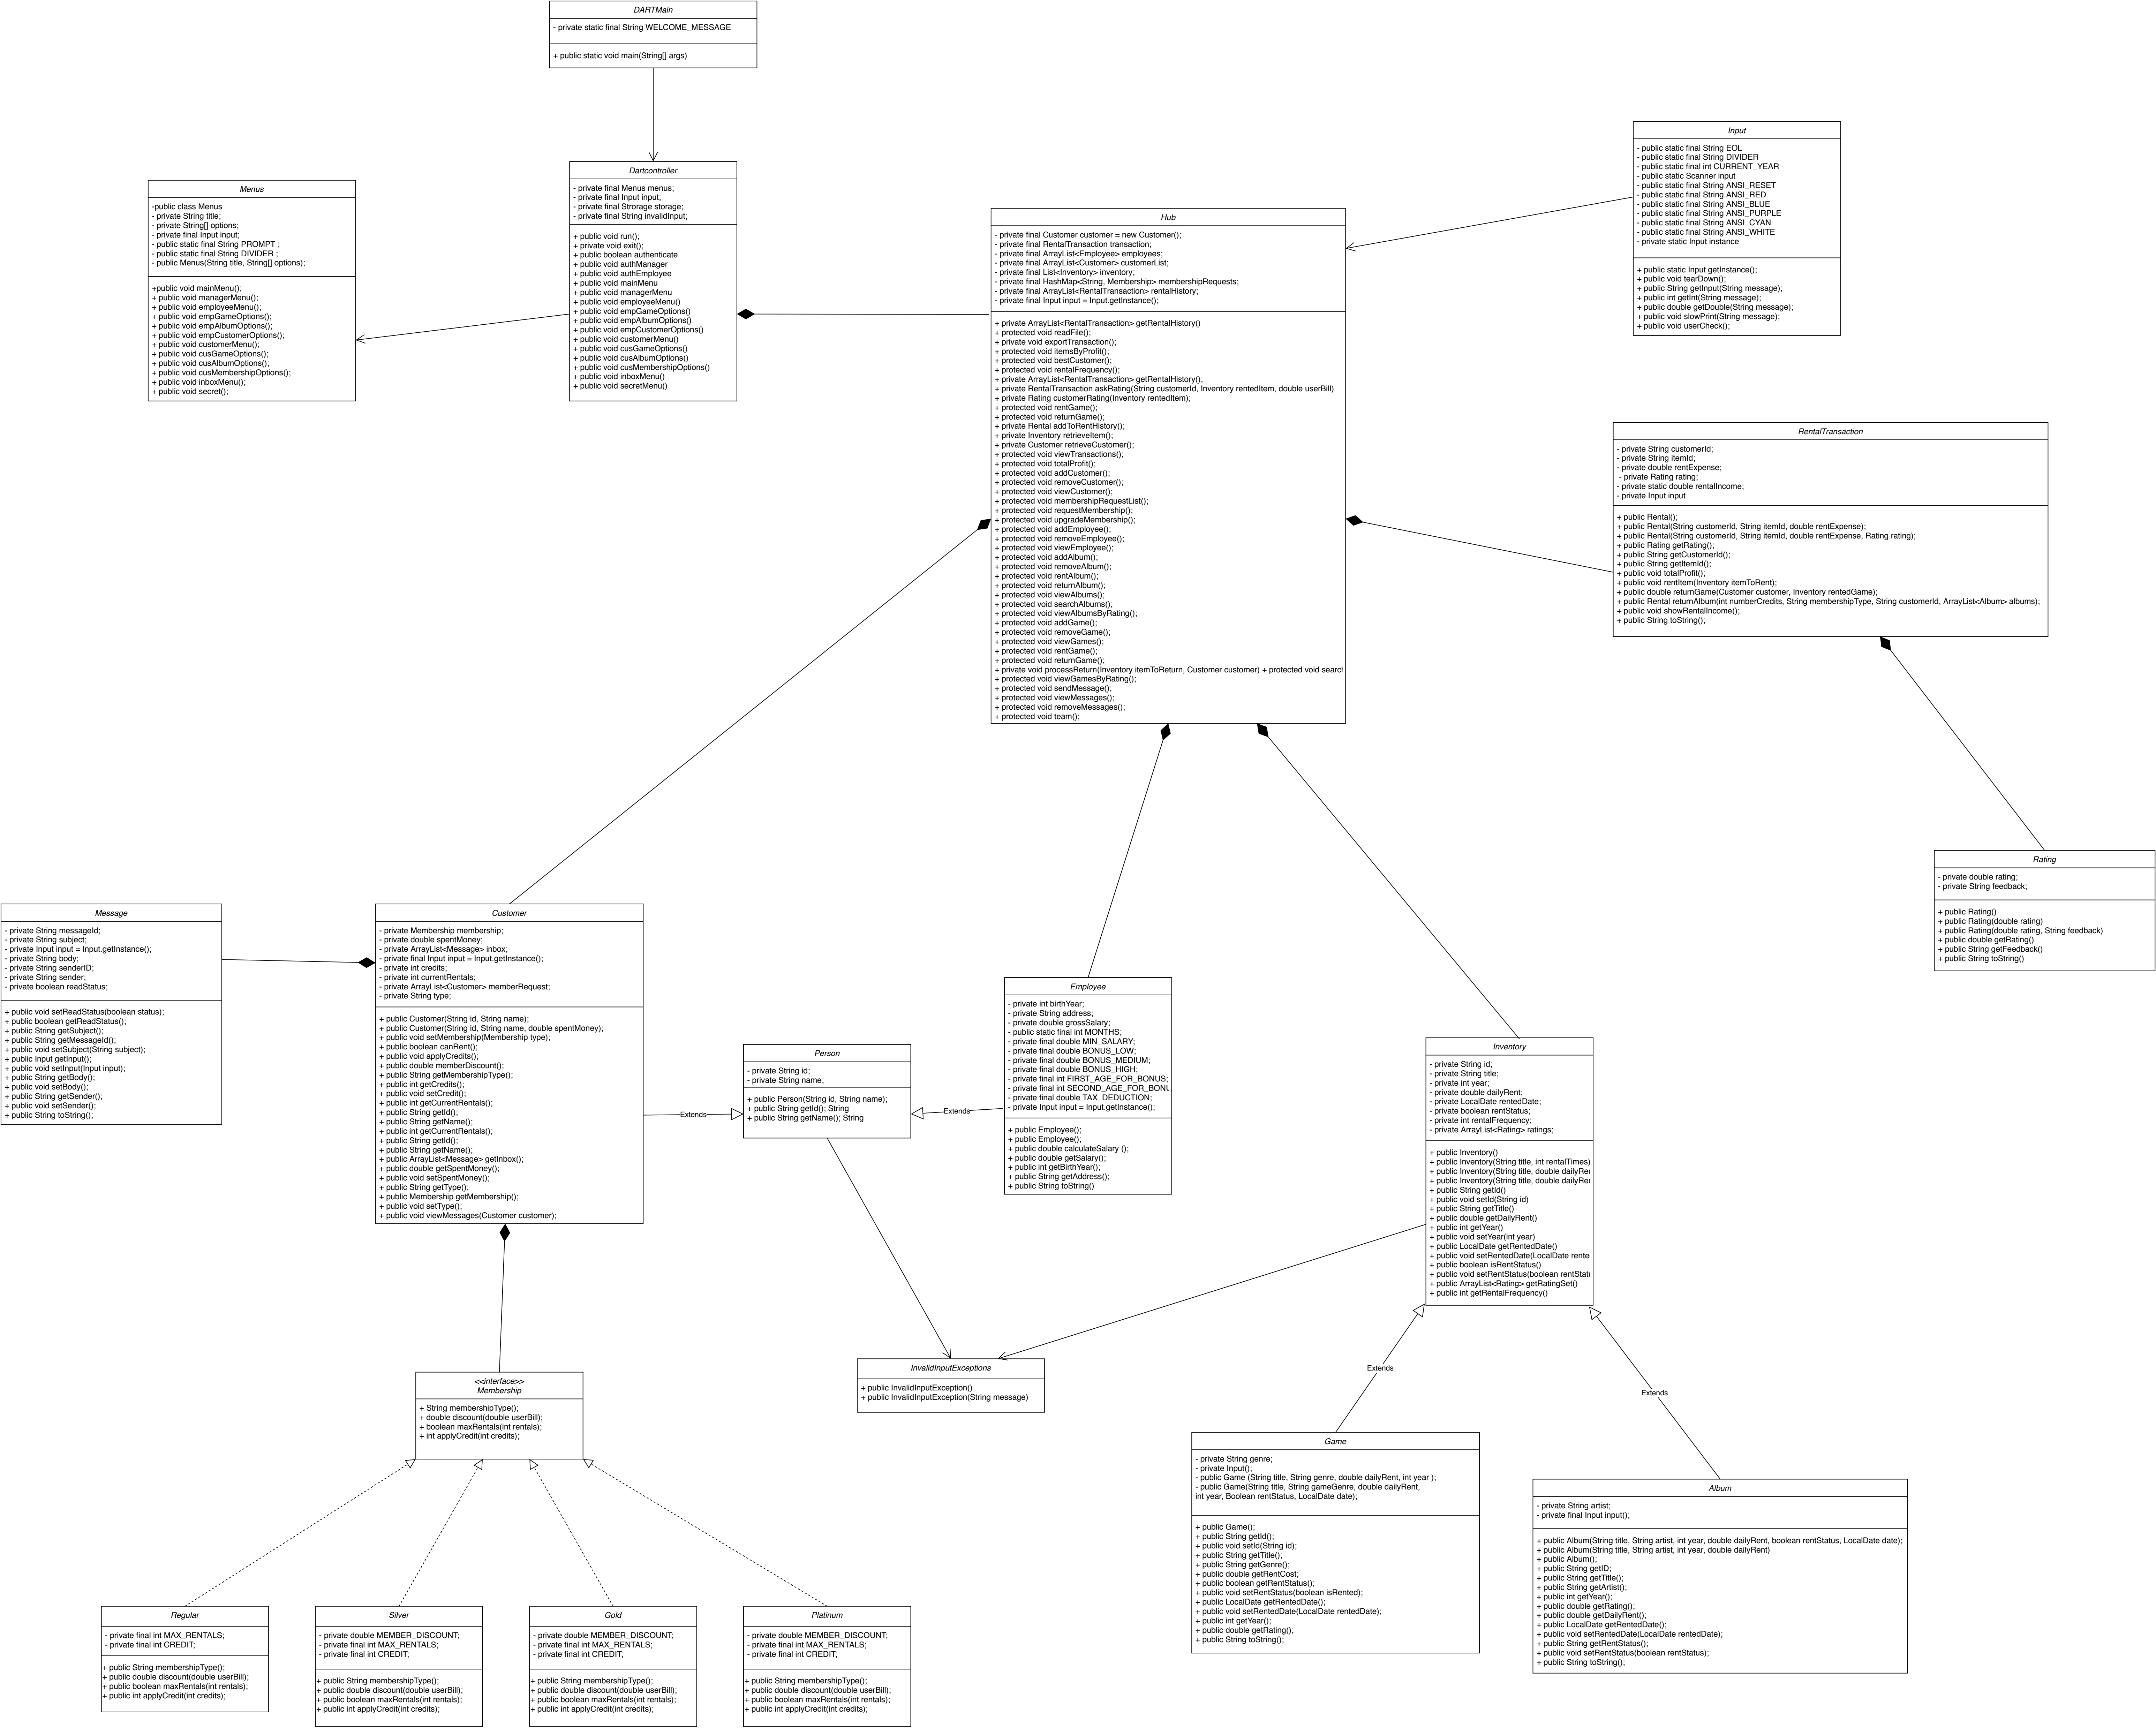 DARTMain
- private static final String WELCOME_MESSAGE
+ public static void main(String[] args)
Menus
-public class Menus
- private String title;
- private String[] options;
- private final Input input;
- public static final String PROMPT ;
- public static final String DIVIDER ;
- public Menus(String title, String[] options);
+public void mainMenu();
+ public void managerMenu();
+ public void employeeMenu();
+ public void empGameOptions();
+ public void empAlbumOptions();
+ public void empCustomerOptions();
+ public void customerMenu();
+ public void cusGameOptions();
+ public void cusAlbumOptions();
+ public void cusMembershipOptions();
+ public void inboxMenu();
+ public void secret();
Dartcontroller
- private final Menus menus;
- private final Input input;
- private final Strorage storage;
- private final String invalidInput;
+ public void run();
+ private void exit();
+ public boolean authenticate
+ public void authManager
+ public void authEmployee
+ public void mainMenu
+ public void managerMenu
+ public void employeeMenu()
+ public void empGameOptions()
+ public void empAlbumOptions()
+ public void empCustomerOptions()
+ public void customerMenu()
+ public void cusGameOptions()
+ public void cusAlbumOptions()
+ public void cusMembershipOptions()
+ public void inboxMenu()
+ public void secretMenu()
Hub
- private final Customer customer = new Customer();
- private final RentalTransaction transaction;
- private final ArrayList<Employee> employees;
- private final ArrayList<Customer> customerList;
- private final List<Inventory> inventory;
- private final HashMap<String, Membership> membershipRequests;
- private final ArrayList<RentalTransaction> rentalHistory;
- private final Input input = Input.getInstance();
+ private ArrayList<RentalTransaction> getRentalHistory()
+ protected void readFile();
+ private void exportTransaction();
+ protected void itemsByProfit();
+ protected void bestCustomer();
+ protected void rentalFrequency();
+ private ArrayList<RentalTransaction> getRentalHistory();
+ private RentalTransaction askRating(String customerId, Inventory rentedItem, double userBill)
+ private Rating customerRating(Inventory rentedItem);
+ protected void rentGame();
+ protected void returnGame();
+ private Rental addToRentHistory();
+ private Inventory retrieveItem();
+ private Customer retrieveCustomer();
+ protected void viewTransactions();
+ protected void totalProfit();
+ protected void addCustomer();
+ protected void removeCustomer();
+ protected void viewCustomer();
+ protected void membershipRequestList();
+ protected void requestMembership();
+ protected void upgradeMembership();
+ protected void addEmployee();
+ protected void removeEmployee();
+ protected void viewEmployee();
+ protected void addAlbum();
+ protected void removeAlbum();
+ protected void rentAlbum();
+ protected void returnAlbum();
+ protected void viewAlbums();
+ protected void searchAlbums();
+ protected void viewAlbumsByRating();
+ protected void addGame();
+ protected void removeGame();
+ protected void viewGames();
+ protected void rentGame();
+ protected void returnGame();
+ private void processReturn(Inventory itemToReturn, Customer customer) + protected void
+ protected void viewGamesByRating();
+ protected void sendMessage();
+ protected void viewMessages();
+ protected void removeMessages();
+ protected void team();
Input
- public static final String EOL
- public static final String DIVIDER
- public static final int CURRENT_YEAR
- public static Scanner input
- public static final String ANSI_RESET
- public static final String ANSI_RED
- public static final String ANSI_BLUE
- public static final String ANSI_PURPLE
- public static final String ANSI_CYAN
- public static final String ANSI_WHITE
- private static Input instance
+ public static Input getInstance();
+ public void tearDown();
+ public String getInput(String message);
+ public int getInt(String message);
+ public double getDouble(String message);
+ public void slowPrint(String message);
+ public void userCheck();
RentalTransaction
- private String customerId;
- private String itemId;
- private double rentExpense;
- private Rating rating;
- private static double rentalIncome;
- private Input input
+ public Rental();
+ public Rental(String customerId, String itemId, double rentExpense);
+ public Rental(String customerId, String itemId, double rentExpense, Rating rating);
+ public Rating getRating();
+ public String getCustomerId();
+ public String getItemId();
+ public void totalProfit();
+ public void rentItem(Inventory itemToRent);
+ public double returnGame(Customer customer, Inventory rentedGame);
+ public Rental returnAlbum(int numberCredits, String membershipType, String customerId, ArrayList<Album> albums);
+ public void showRentalIncome();
+ public String toString();
Rating
- private double rating;
- private String feedback;
+ public Rating()
+ public Rating(double rating)
+ public Rating(double rating, String feedback)
+ public double getRating()
+ public String getFeedback()
+ public String toString()
Message
- private String messageId;
- private String subject;
- private Input input = Input.getInstance();
- private String body;
- private String senderID;
- private String sender;
- private boolean readStatus;
+ public void setReadStatus(boolean status);
+ public boolean getReadStatus();
+ public String getSubject();
+ public String getMessageId();
+ public void setSubject(String subject);
+ public Input getInput();
+ public void setInput(Input input);
+ public String getBody();
+ public void setBody();
+ public String getSender();
+ public void setSender();
+ public String toString();
Customer
- private Membership membership;
- private double spentMoney;
- private ArrayList<Message> inbox;
- private final Input input = Input.getInstance();
- private int credits;
- private int currentRentals;
- private ArrayList<Customer> memberRequest;
- private String type;
+ public Customer(String id, String name);
+ public Customer(String id, String name, double spentMoney);
+ public void setMembership(Membership type);
+ public boolean canRent();
+ public void applyCredits();
+ public double memberDiscount();
+ public String getMembershipType();
+ public int getCredits();
+ public void setCredit();
+ public int getCurrentRentals();
+ public String getId();
+ public String getName();
+ public int getCurrentRentals();
+ public String getId();
+ public String getName();
+ public ArrayList<Message> getInbox();
+ public double getSpentMoney();
+ public void setSpentMoney();
+ public String getType();
+ public Membership getMembership();
+ public void setType();
+ public void viewMessages(Customer customer);
Extends
Person
- private String id;
- private String name;
+ public Person(String id, String name);
+ public String getId(); String
+ public String getName(); String
Extends
Employee
- private int birthYear;
- private String address;
- private double grossSalary;
- public static final int MONTHS;
- private final double MIN_SALARY;
- private final double BONUS_LOW;
- private final double BONUS_MEDIUM;
- private final double BONUS_HIGH;
- private final int FIRST_AGE_FOR_BONUS;
- private final int SECOND_AGE_FOR_BONU
- private final double TAX_DEDUCTION;
- private Input input = Input.getInstance();
+ public Employee();
+ public Employee();
+ public double calculateSalary ();
+ public double getSalary();
+ public int getBirthYear();
+ public String getAddress();
+ public String toString()
Inventory
- private String id;
- private String title;
- private int year;
- private double dailyRent;
- private LocalDate rentedDate;
- private boolean rentStatus;
- private int rentalFrequency;
- private ArrayList<Rating> ratings;
+ public Inventory()
+ public Inventory(String title, int rentalTimes)
+ public Inventory(String title, double dailyRer
+ public Inventory(String title, double dailyRer
+ public String getId()
+ public void setId(String id)
+ public String getTitle()
+ public double getDailyRent()
+ public int getYear()
+ public void setYear(int year)
+ public LocalDate getRentedDate()
+ public void setRentedDate(LocalDate rente
+ public boolean isRentStatus()
+ public void setRentStatus(boolean rentStat
+ public ArrayList<Rating> getRatingSet()
+ public int getRentalFrequency()
InvalidInputExceptions
+ public InvalidInputException()
+ public InvalidInputException(String message)
Extends
Extends
<<interface>>
Membership
+ String membershipType();
+ double discount(double userBill);
+ boolean maxRentals(int rentals);
+ int applyCredit(int credits);
Game
- private String genre;
- private Input();
- public Game (String title, String genre, double dailyRent, int year );
- public Game(String title, String gameGenre, double dailyRent,
int year, Boolean rentStatus, LocalDate date);
+ public Game();
+ public String getId();
+ public void setId(String id);
+ public String getTitle();
+ public String getGenre();
+ public double getRentCost;
+ public boolean getRentStatus();
+ public void setRentStatus(boolean isRented);
+ public LocalDate getRentedDate();
+ public void setRentedDate(LocalDate rentedDate);
+ public int getYear();
+ public double getRating();
+ public String toString();
Album
- private String artist;
- private final Input input();
+ public Album(String title, String artist, int year, double dailyRent, boolean rentStatus, LocalDate date);
+ public Album(String title, String artist, int year, double dailyRent)
+ public Album();
+ public String getID;
+ public String getTitle();
+ public String getArtist();
+ public int getYear();
+ public double getRating();
+ public double getDailyRent();
+ public LocalDate getRentedDate();
+ public void setRentedDate(LocalDate rentedDate);
+ public String getRentStatus();
+ public void setRentStatus(boolean rentStatus);
+ public String toString();
Regular
- private final int MAX_RENTALS;
- private final int CREDIT;
+ public String membershipType();
+ public double discount(double userBill);
+ public boolean maxRentals(int rentals);
+ public int applyCredit(int credits);
Silver
- private double MEMBER_DISCOUNT;
- private final int MAX_RENTALS;
- private final int CREDIT;
+ public String membershipType();
+ public double discount(double userBill);
+ public boolean maxRentals(int rentals);
+ public int applyCredit(int credits);
Gold
- private double MEMBER_DISCOUNT;
- private final int MAX_RENTALS;
- private final int CREDIT;
+ public String membershipType();
+ public double discount(double userBill);
+ public boolean maxRentals(int rentals);
+ public int applyCredit(int credits);
Platinum
- private double MEMBER_DISCOUNT;
- private final int MAX_RENTALS;
- private final int CREDIT;
+ public String membershipType();
+ public double discount(double userBill);
+ public boolean maxRentals(int rentals);
+ public int applyCredit(int credits);